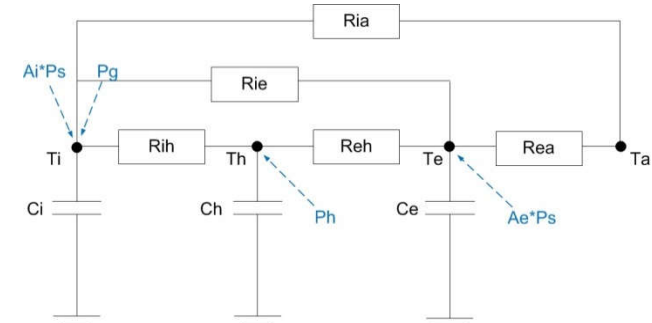 Ria
Ai*Ps
Pg
Rie
Ti
Rih
Th
Reh
Te
Rea
Ta
Ci
Ch
Ph
Ce
Ae*Ps